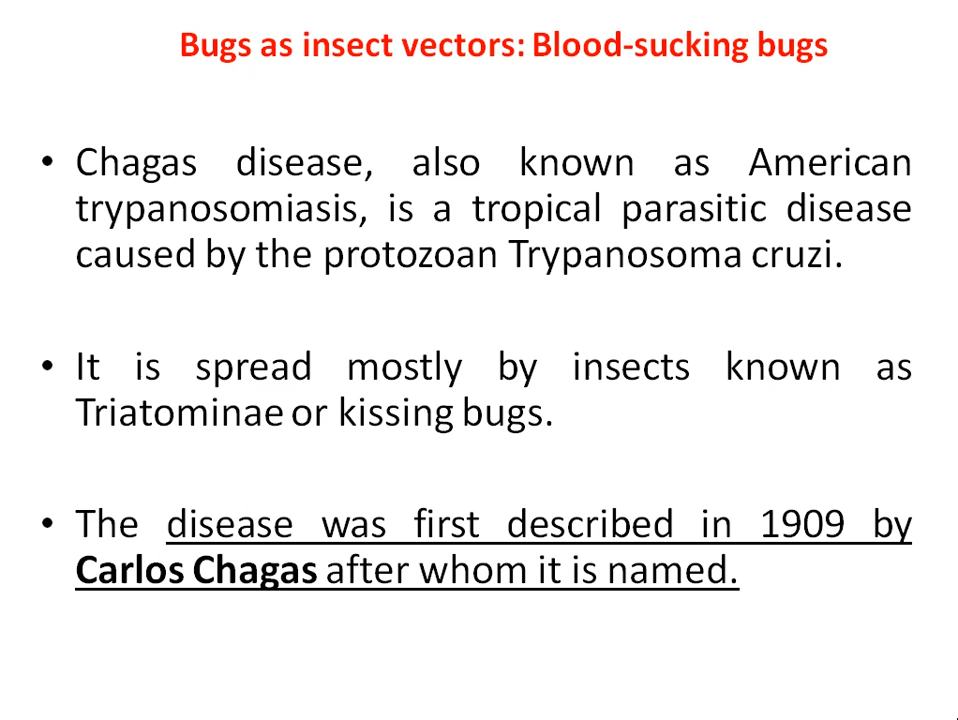 Bugs as insect vectors: Blood-sucking bugs
• Chagas disease, also known as American
trypanosomiasis, is a tropical parasitic disease
caused by the protozoan Trypanosoma cruzi.
• It is spread mostly by insects known as
Triatominae or kissing bugs.
• The disease was first described in 1909 by
Carlos Chagas after whom it is named.